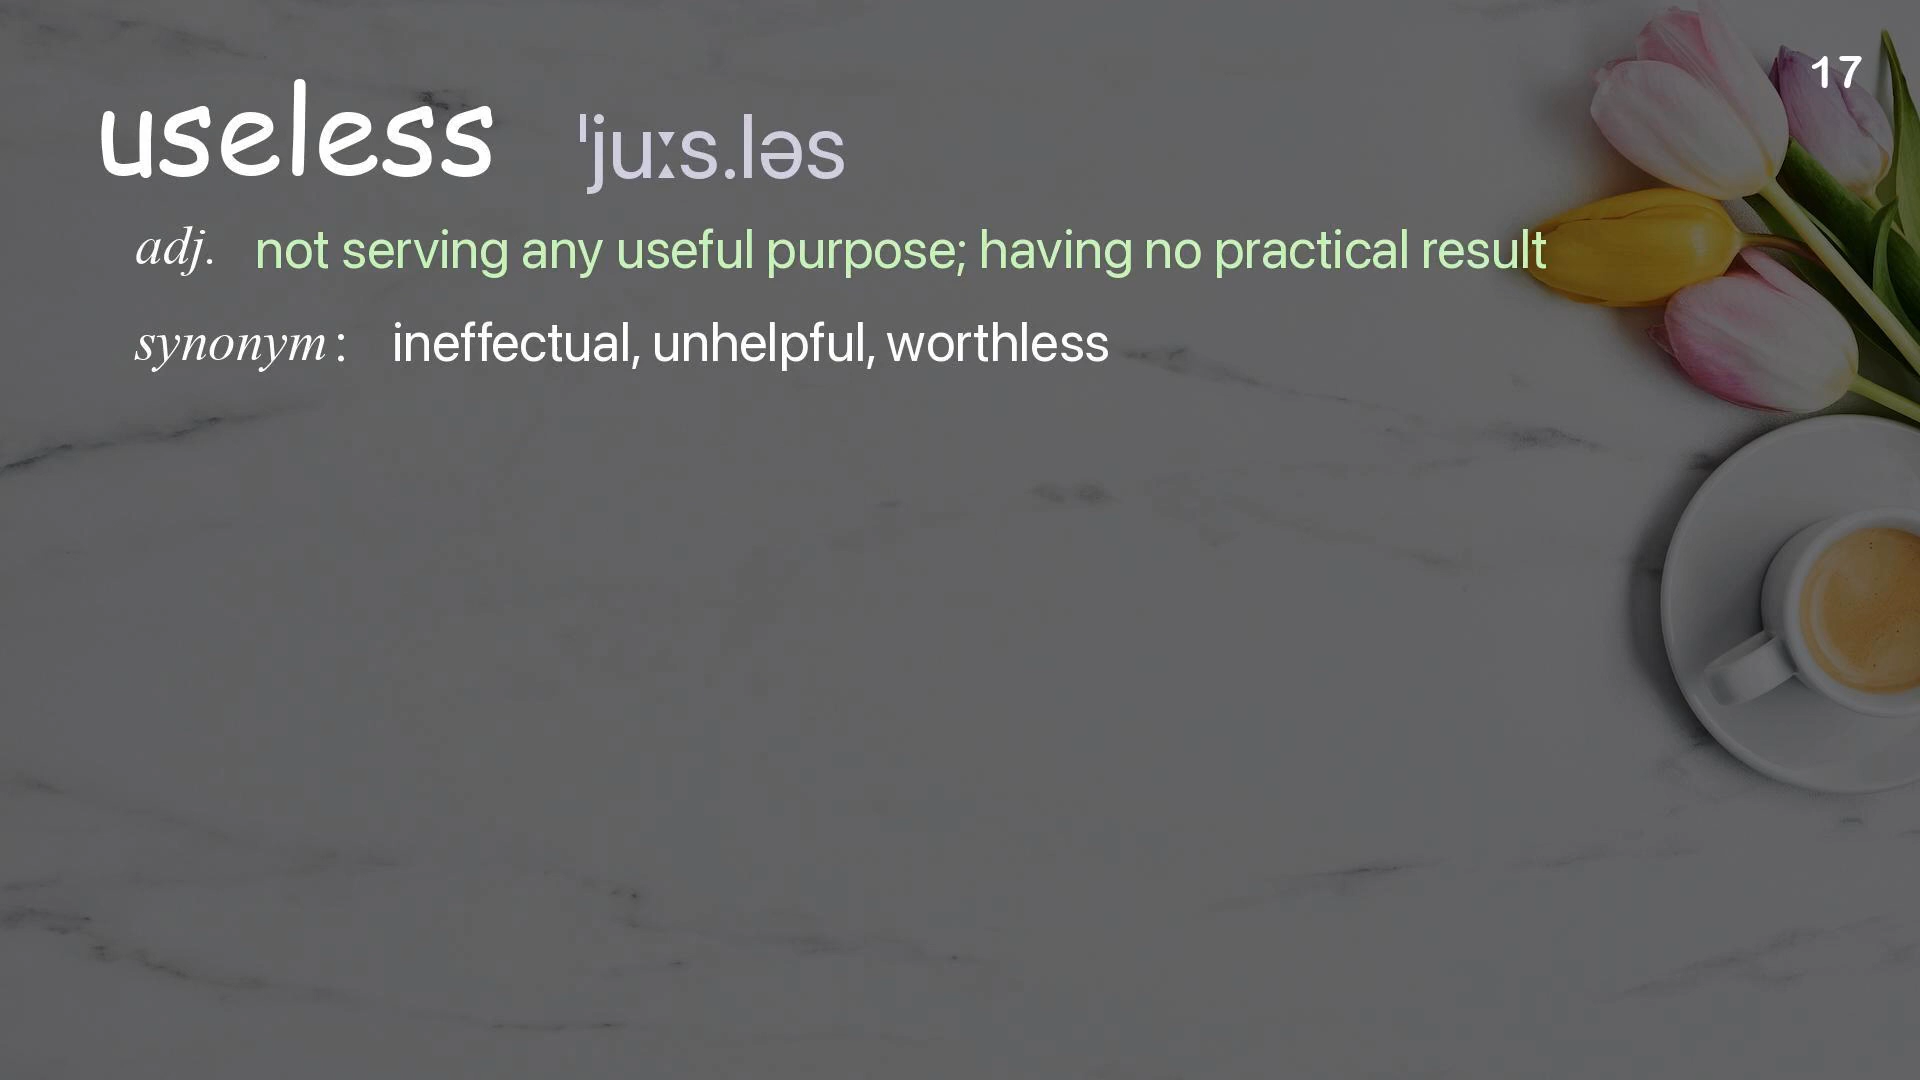 17
useless ˈjuːs.ləs
adj. not serving any useful purpose; having no practical result
synonym : ineffectual, unhelpful, worthless